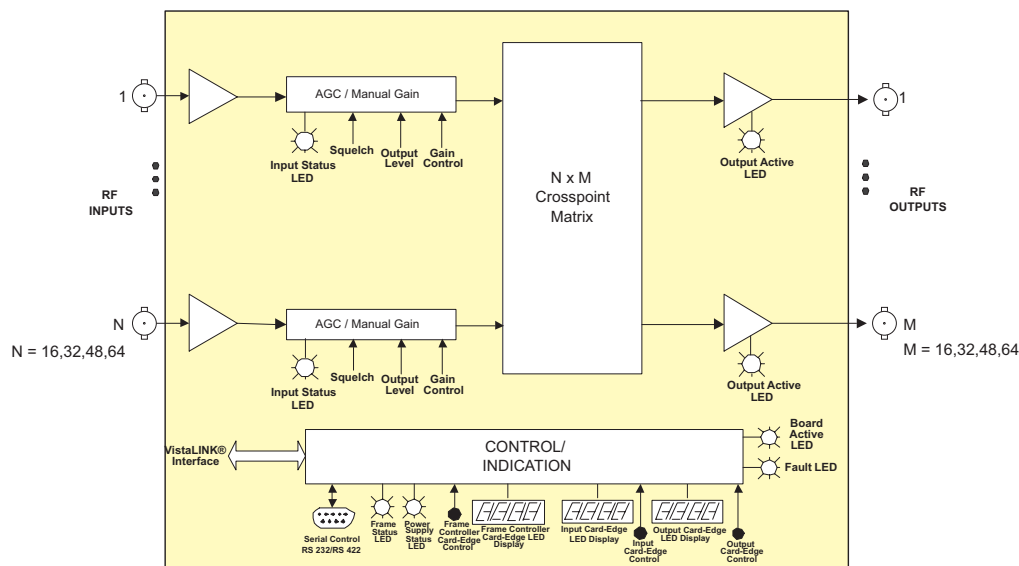 1
AGC / Manual Gain
Input Status
LED
Squelch
Output
Level
Gain
Control
N x M
Crosspoint
Matrix
Output Active
LED
1
RF
INPUTS
RF
OUTPUTS
N
N = 16,32,48,64
AGC / Manual Gain
Input Status
LED
Squelch
Output
Level
Gain
Control
Output Active
LED
M
M = 16,32,48,64
VistaLINK®
Interface
CONTROL/
INDICATION
Board
Active
LED
Fault LED
Serial Control
RS 232/RS 422
Frame
Status
LED
Power
Supply
Status
LED
Frame
Controller
Card-Edge
Control
Frame Controller
Card-Edge LED
Display
Input Card-Edge
LED Display
Input
Card-Edge
Control
Output Card-Edge
LED Display
Output
Card-Edge
Control